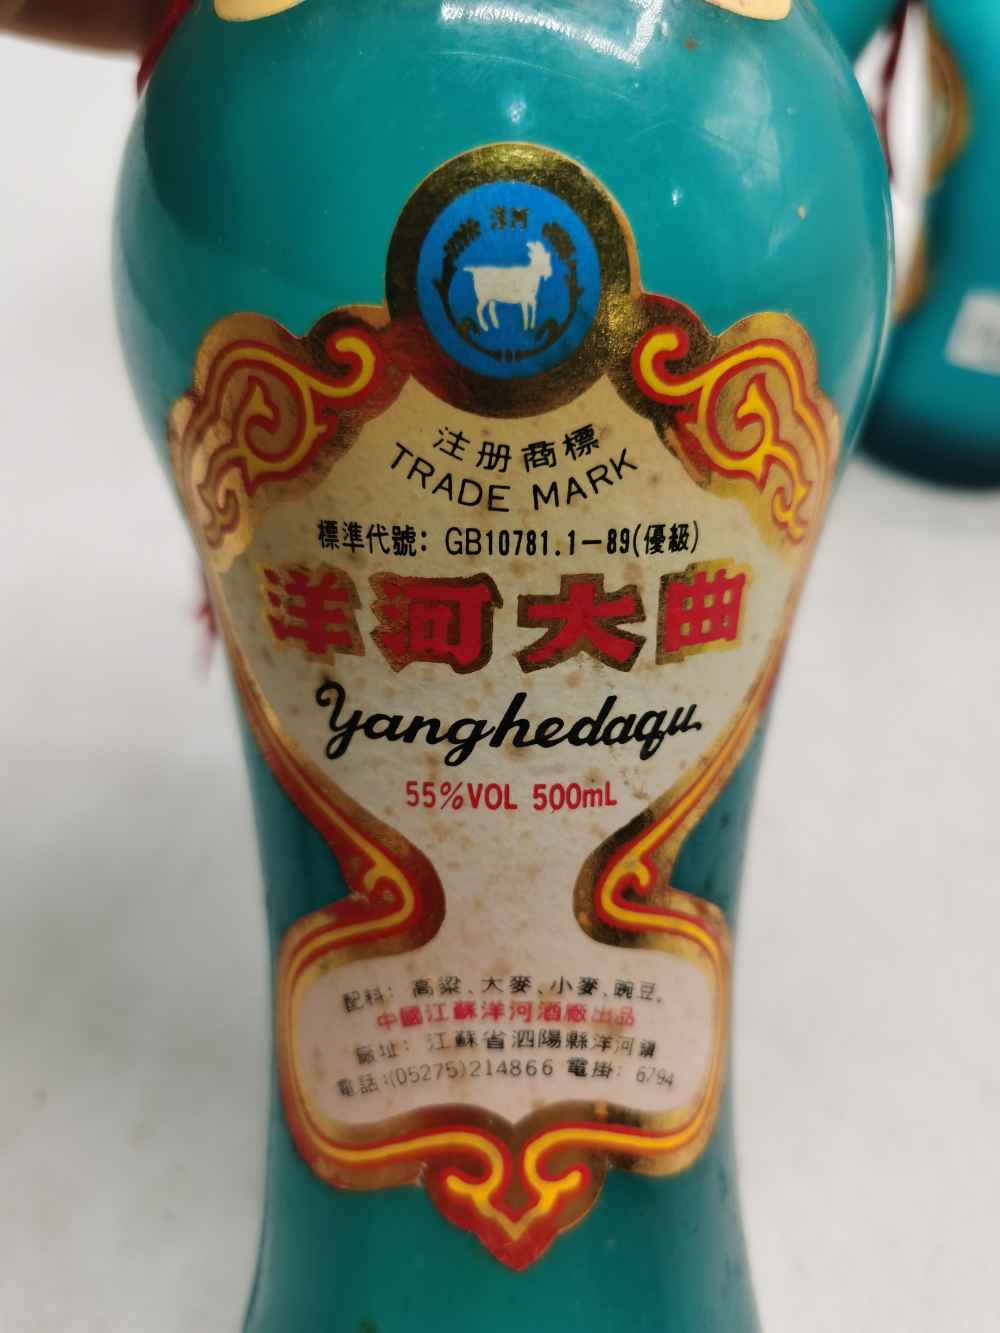 洋河
注册商標
TRADE MARK
標準代號：GB10781.1－89(優級)
洋河大曲
Yanghedaqu
55%VOL 500mL
配料：高粱、大麥、小麥、豌豆。
中國江蘇洋河酒廠出品
廠址：江蘇省泗陽縣洋河鎮
電話:(05275)214866 電掛：6794